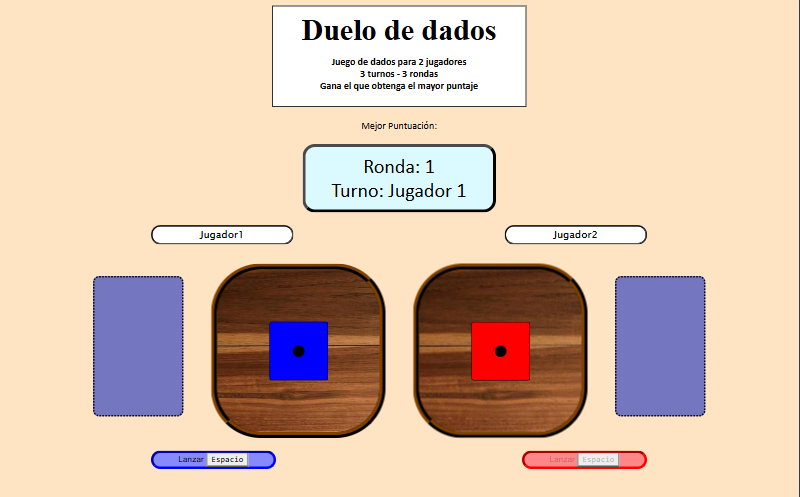 Duelo de dados
Juego de dados para 2 jugadores
3 turnos - 3 rondas
Gana el que obtenga el mayor puntaje
Mejor Puntuación:
Ronda: 1
Turno: Jugador 1
Jugador1
Jugador2
Lanzar Espacio
Lanzar Espacio